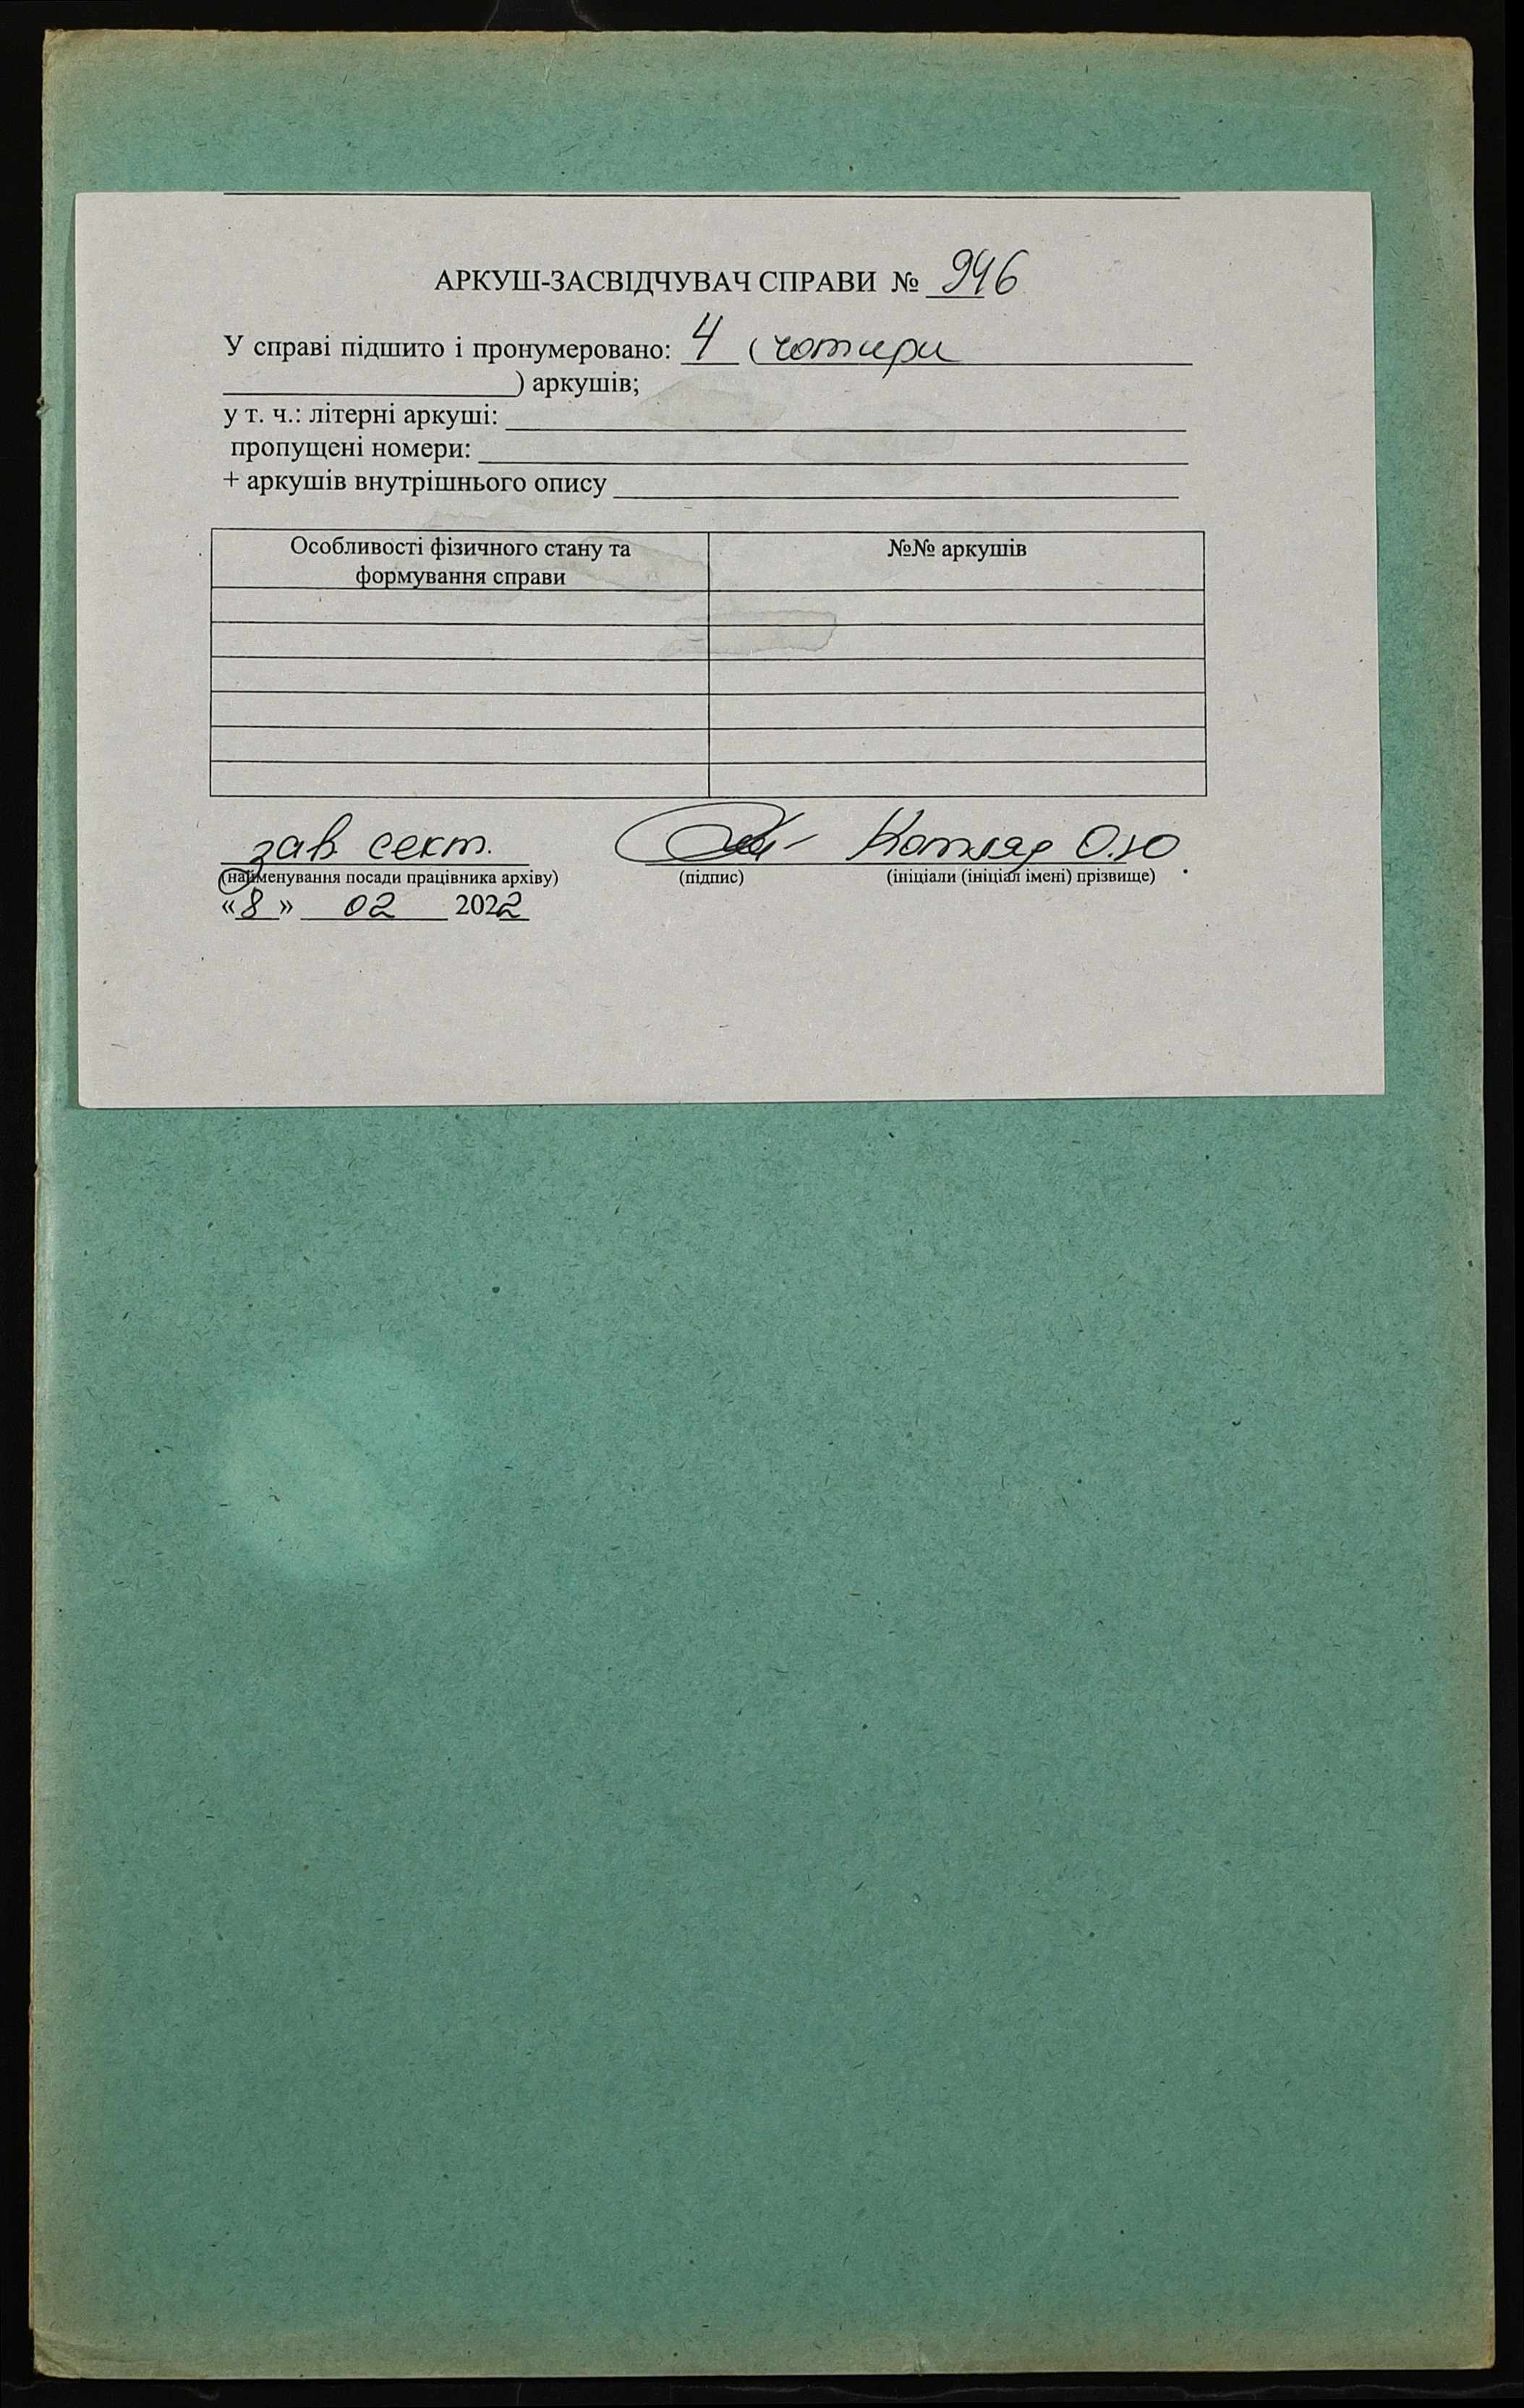 АРКУШ-ЗАСВІДЧУВАЧ СПРАВИ № 946
У справі підшито і пронумеровано: 4 (чотири
) аркушів;
у т. ч.: літерні аркуші:
пропущені номери:
+ аркушів внутрішнього опису
Особливості фізичного стану та формування справи №№ аркушів
зав. сект. Котляр О.Ю
(найменування посади працівника архіву) (підпис) (ініціали (ініціал імені) прізвище)
«8» 02 2022